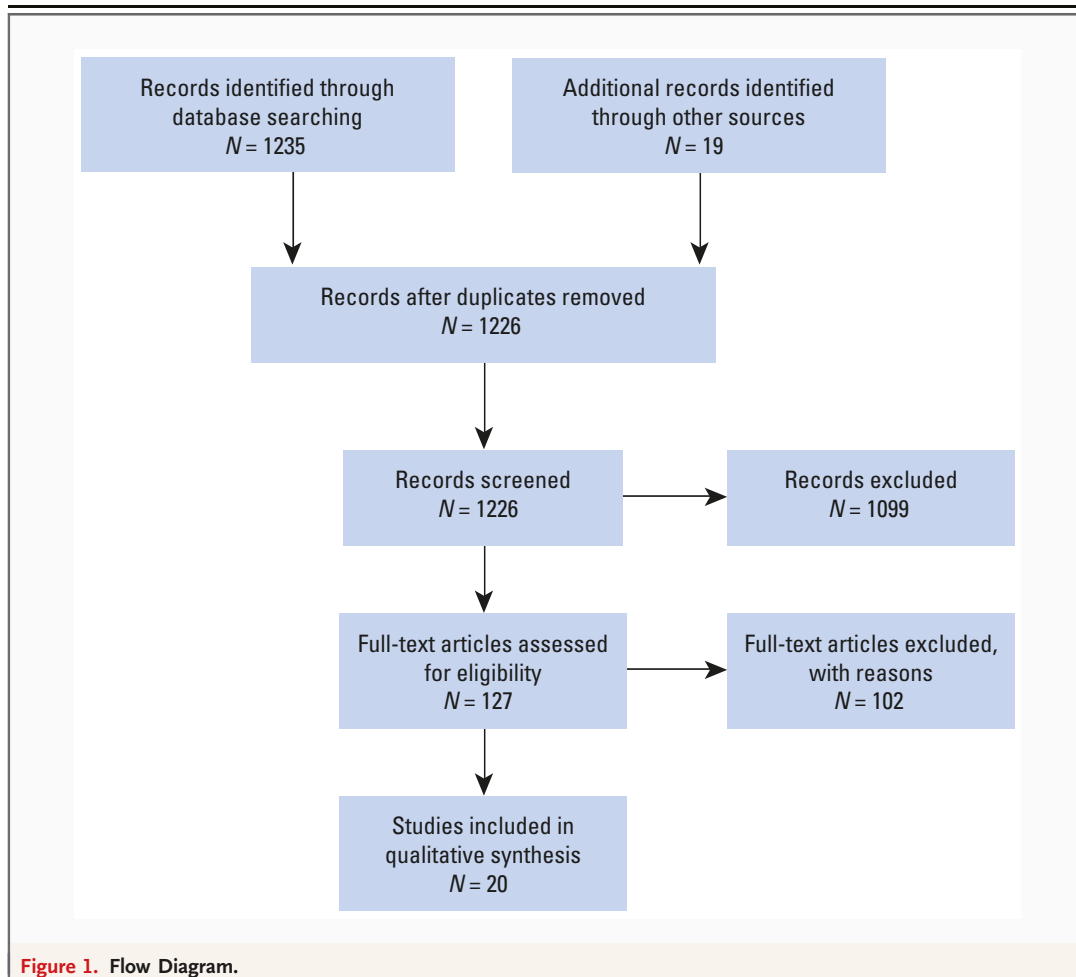 Records identified through
database searching
N = 1235
Additional records identified
through other sources
N = 19
Records after duplicates removed
N = 1226
Records screened
N = 1226
Records excluded
N = 1099
Full-text articles assessed
for eligibility
N = 127
Full-text articles excluded,
with reasons
N = 102
Studies included in
qualitative synthesis
N = 20
Figure 1. Flow Diagram.